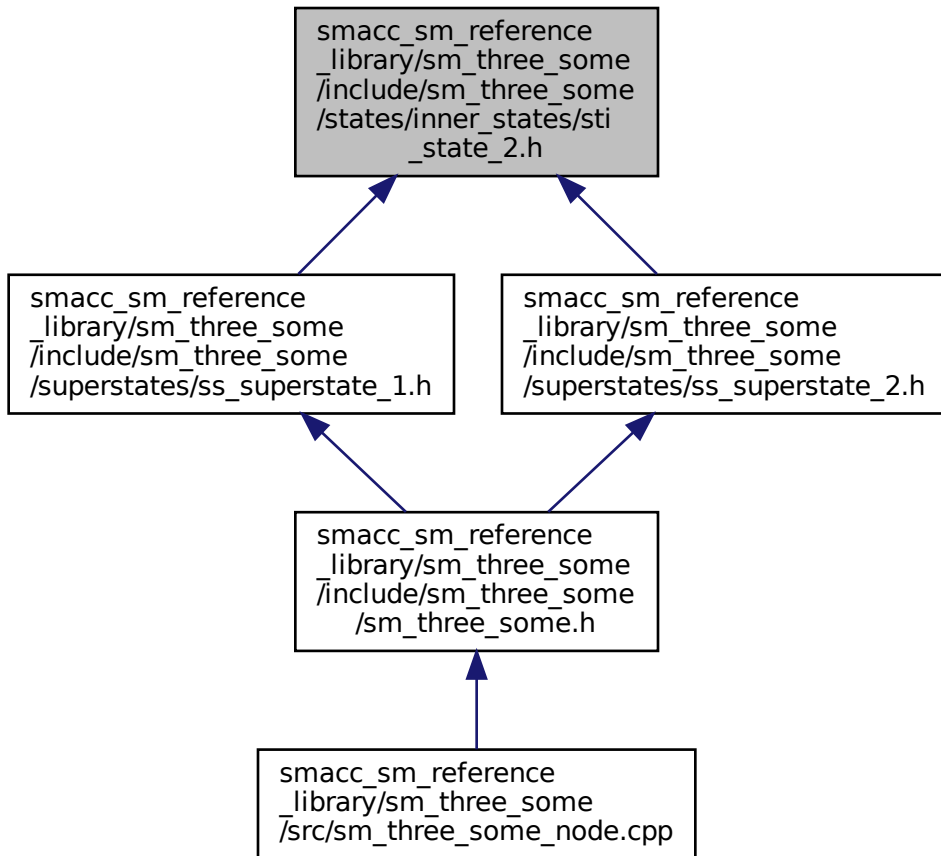 smacc_sm_reference
_library/sm_three_some
/include/sm_three_some
/states/inner_states/sti
_state_2.h
smacc_sm_reference
_library/sm_three_some
/include/sm_three_some
/superstates/ss_superstate_1.h
smacc_sm_reference
_library/sm_three_some
/include/sm_three_some
/superstates/ss_superstate_2.h
smacc_sm_reference
_library/sm_three_some
/include/sm_three_some
/sm_three_some.h
smacc_sm_reference
_library/sm_three_some
/src/sm_three_some_node.cpp